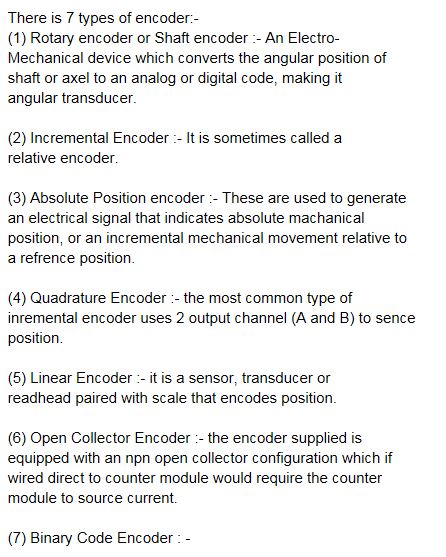 There is 7 types of encoder:-
(1) Rotary encoder or Shaft encoder :- An Electro-
Mechanical device which converts the angular position of
shaft or axel to an analog or digital code, making it
angular transducer.
(2) Incremental Encoder :- It is sometimes called a
relative encoder.
(3) Absolute Position encoder :- These are used to generate
an electrical signal that indicates absolute machanical
position, or an incremental mechanical movement relative to
a refrence position.
(4) Quadrature Encoder :- the most common type of
inremental encoder uses 2 output channel (A and B) to sence
position.
(5) Linear Encoder :- it is a sensor, transducer or
readhead paired with scale that encodes position.
(6) Open Collector Encoder :- the encoder supplied is
equipped with an npn open collector configuration which if
wired direct to counter module would require the counter
module to source current.
(7) Binary Code Encoder : -